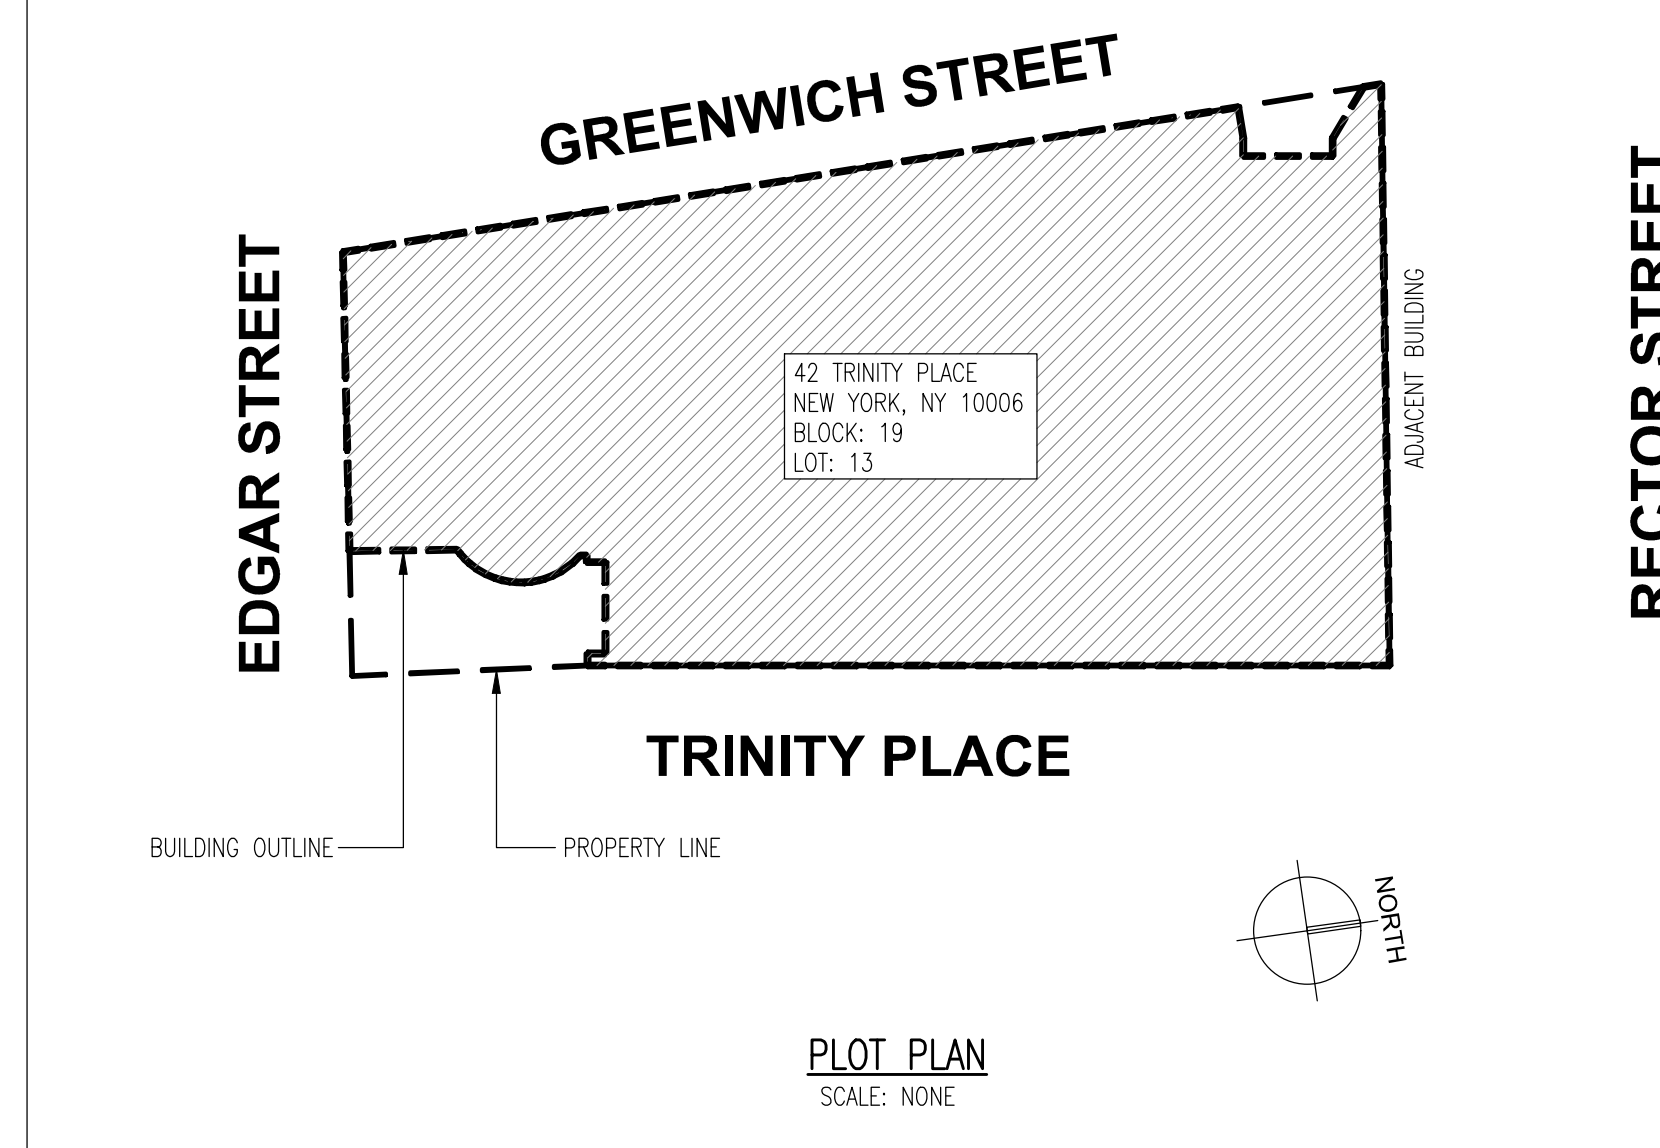 GREENWICH STREET
EDGAR STREET
RECTOR STREET
ADJACENT BUILDING
42 TRINITY PLACE
NEW YORK, NY 10006
BLOCK: 19
LOT: 13
TRINITY PLACE
BUILDING OUTLINE
PROPERTY LINE
NORTH
PLOT PLAN
SCALE: NONE